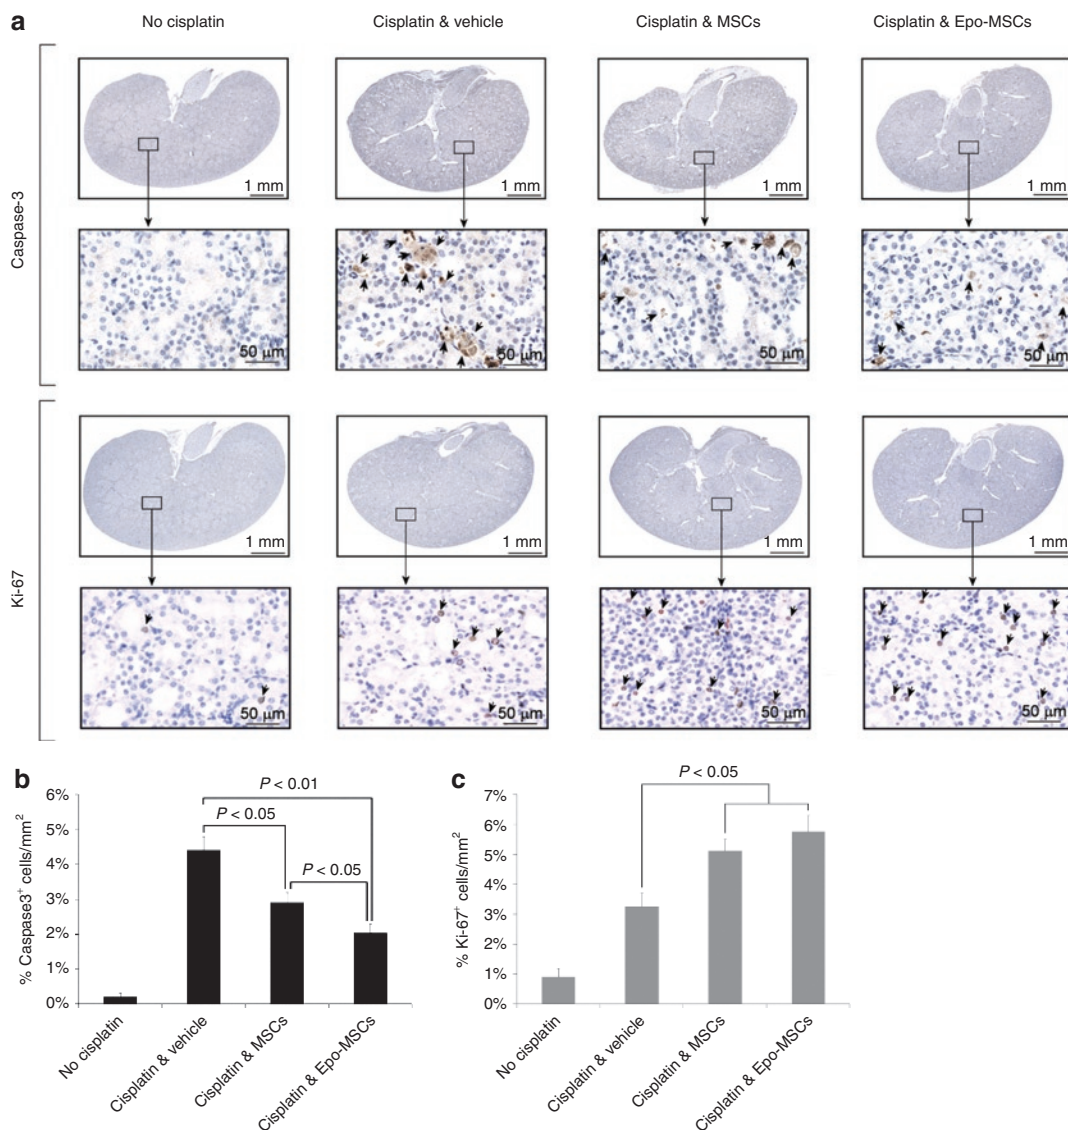 a
No cisplatin Cisplatin & vehicle Cisplatin & MSCs Cisplatin & Epo-MSCs
Caspase-3
1 mm 1 mm 1 mm 1 mm
50 µm 50 µm 50 µm 50 µm
Ki-67
1 mm 1 mm 1 mm 1 mm
50 µm 50 µm 50 µm 50 µm
b
% Caspase3⁺ cells/mm²
6%
5%
4%
3%
2%
1%
0%
P < 0.01
P < 0.05
P < 0.05
No cisplatin
Cisplatin & vehicle
Cisplatin & MSCs
Cisplatin & Epo-MSCs
c
% Ki-67⁺ cells/mm²
7%
6%
5%
4%
3%
2%
1%
0%
P < 0.05
No cisplatin
Cisplatin & vehicle
Cisplatin & MSCs
Cisplatin & Epo-MSCs